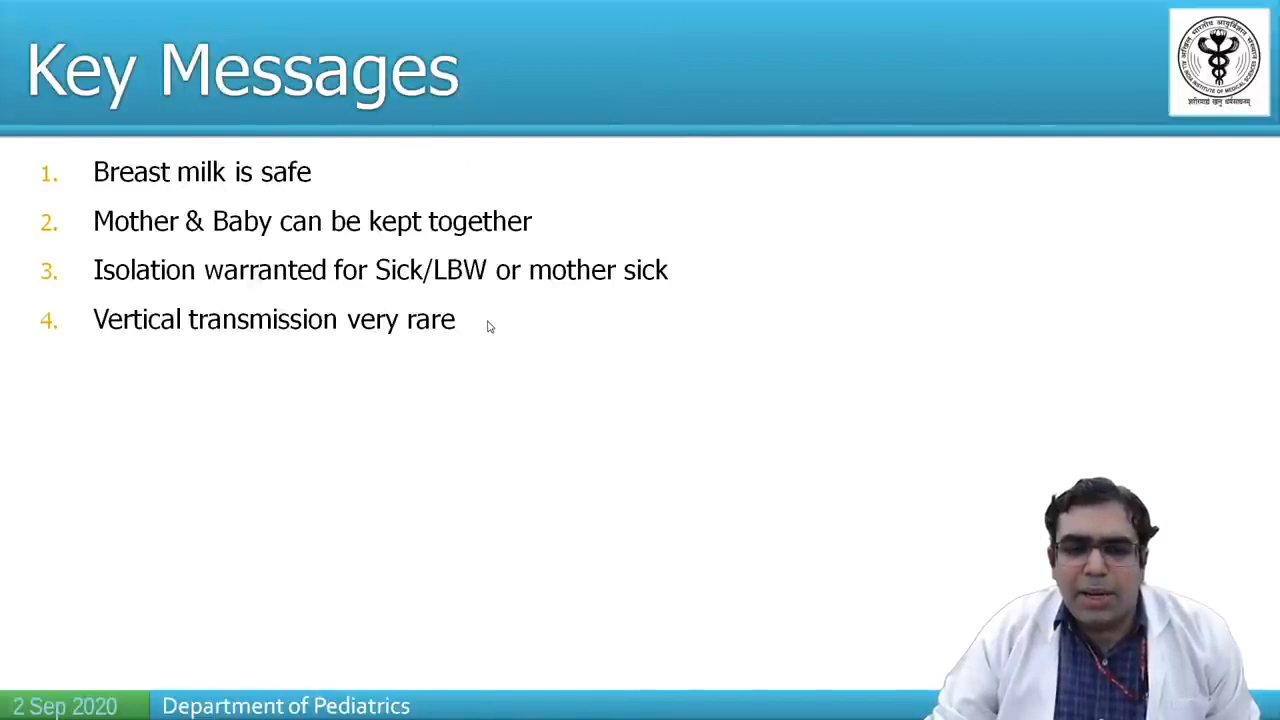 Key Messages
1. Breast milk is safe
2. Mother & Baby can be kept together
3. Isolation warranted for Sick/LBW or mother sick
4. Vertical transmission very rare
2 Sep 2020
Department of Pediatrics